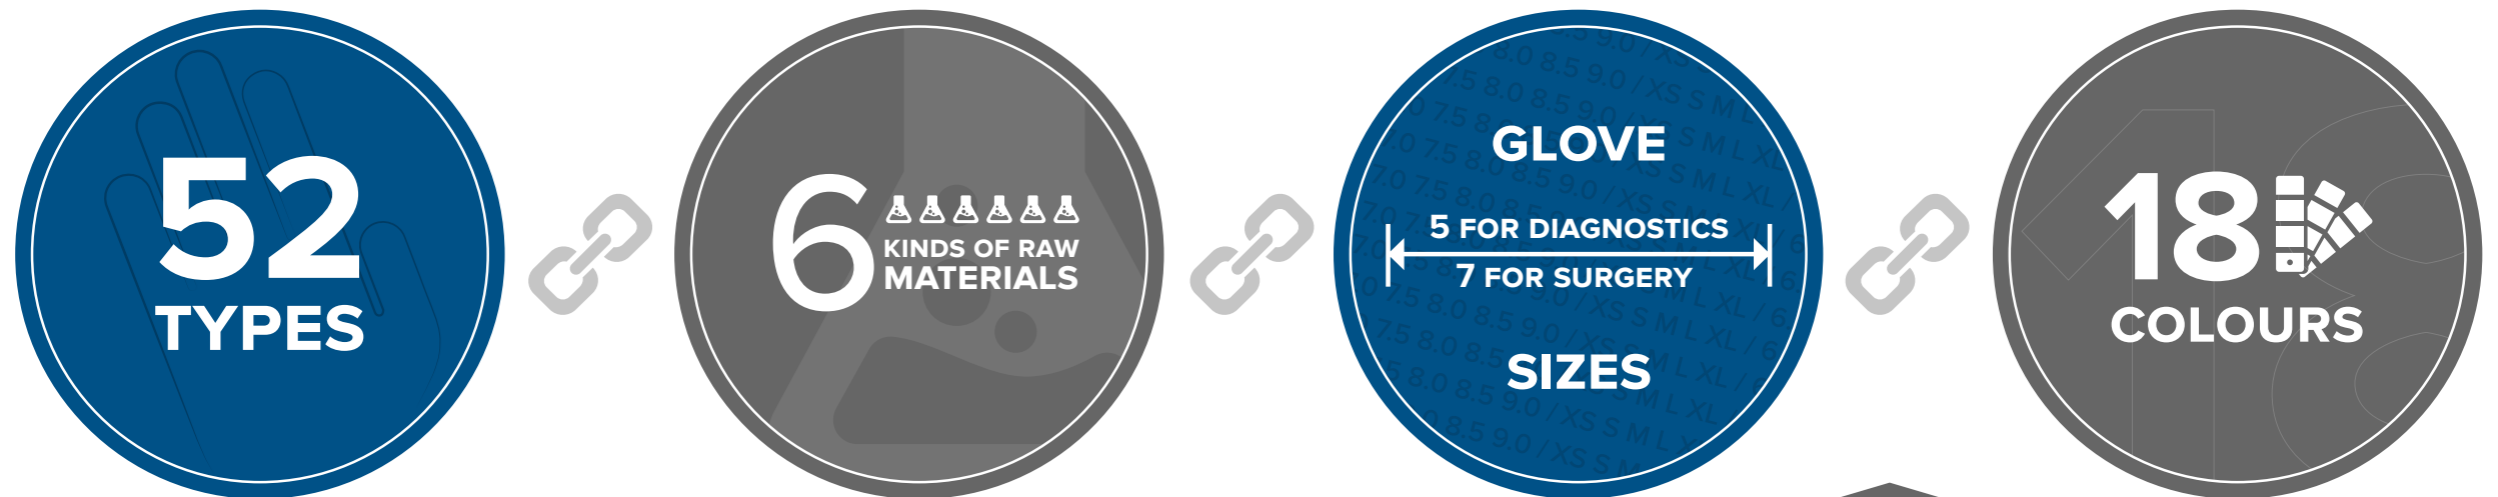 52
TYPES
6
KINDS OF RAW
MATERIALS
GLOVE
5 FOR DIAGNOSTICS
7 FOR SURGERY
SIZES
18
COLOURS